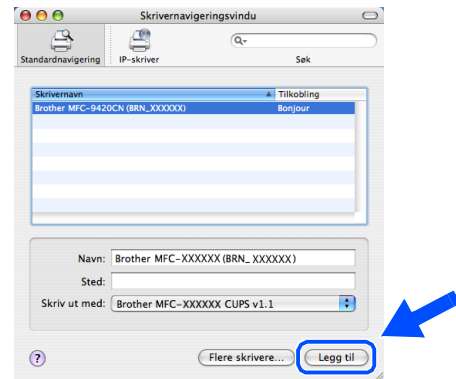 Skrivernavigeringsvindu
Standardnavigering IP-skriver Søk
Skrivernavn Tilkobling
Brother MFC-9420CN (BRN_XXXXXX) Bonjour
Navn: Brother MFC-XXXXXX (BRN_ XXXXXX)
Sted:
Skriv ut med: Brother MFC-XXXXXX CUPS v1.1
? Flere skrivere... Legg til